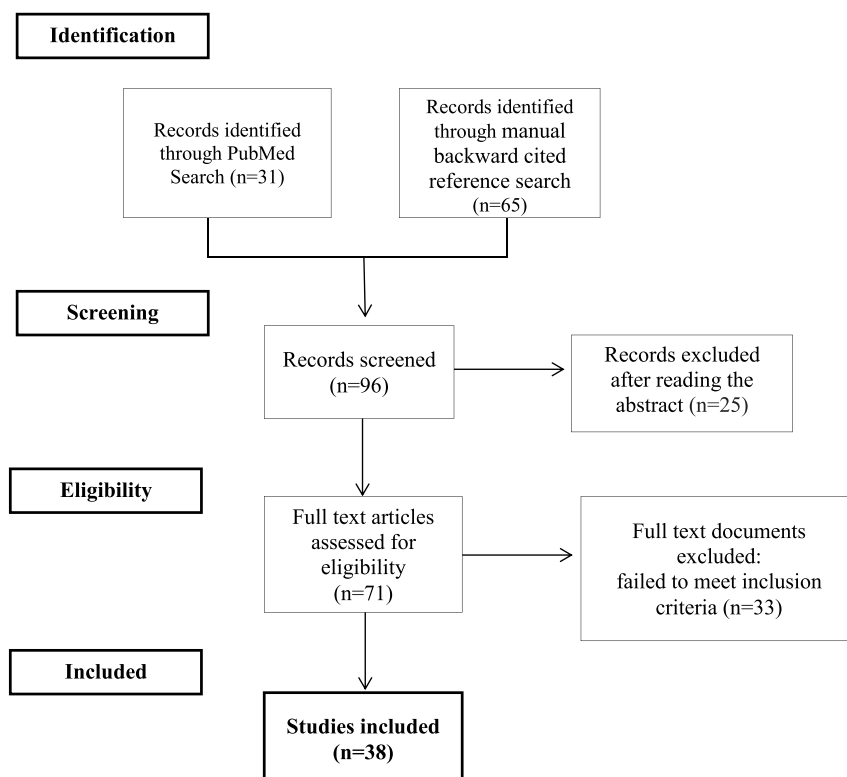 Identification
Records identified
through PubMed
Search (n=31)
Records identified
through manual
backward cited
reference search
(n=65)
Screening
Records screened
(n=96)
Records excluded
after reading the
abstract (n=25)
Eligibility
Full text articles
assessed for
eligibility
(n=71)
Full text documents
excluded:
failed to meet inclusion
criteria (n=33)
Included
Studies included
(n=38)